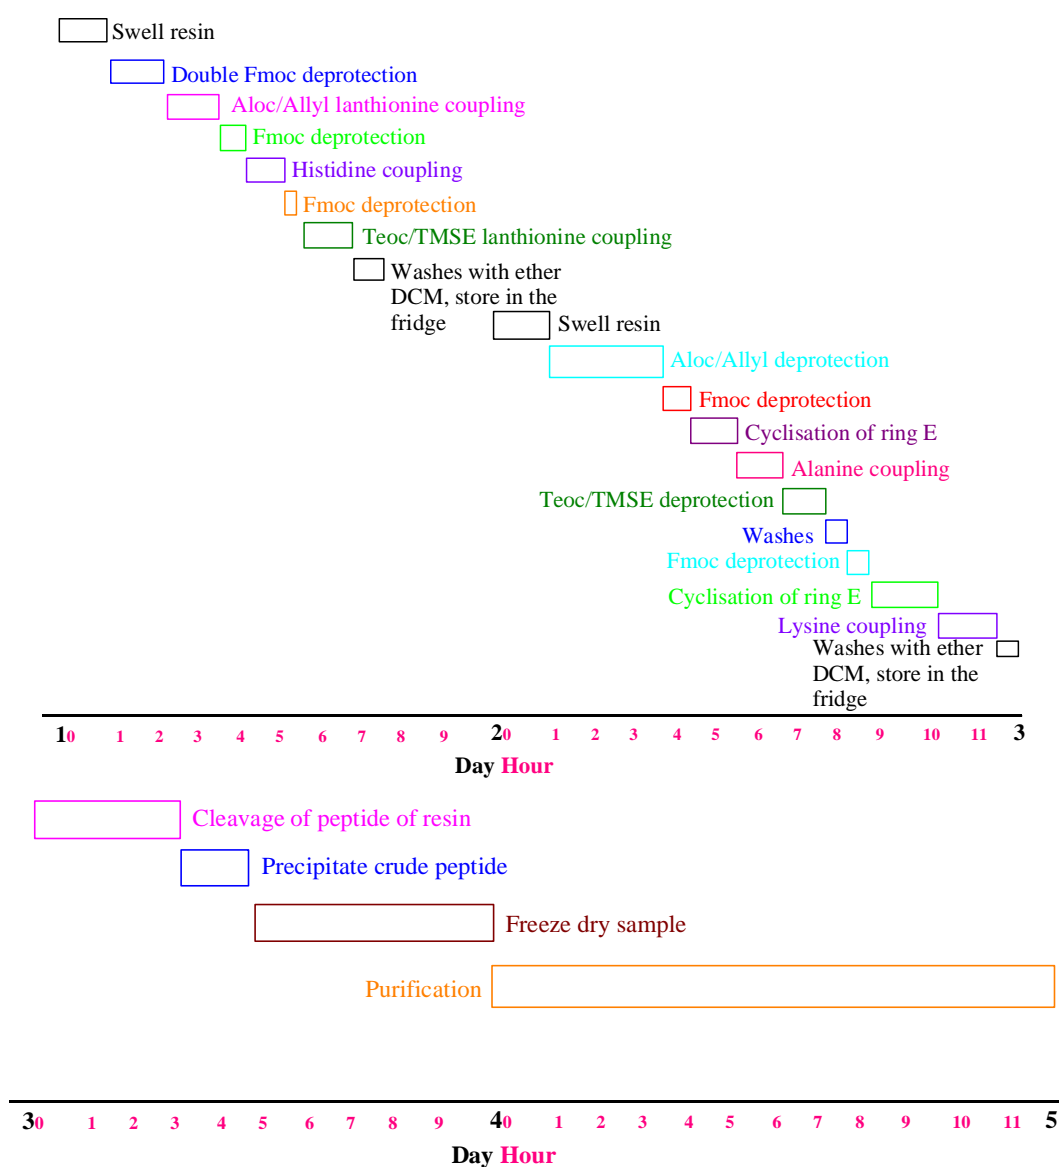 Swell resin
Double Fmoc deprotection
Aloc/Allyl lanthionine coupling
Fmoc deprotection
Histidine coupling
Fmoc deprotection
Teoc/TMSE lanthionine coupling
Washes with ether
DCM, store in the
fridge
Swell resin
Aloc/Allyl deprotection
Fmoc deprotection
Cyclisation of ring E
Alanine coupling
Teoc/TMSE deprotection
Washes
Fmoc deprotection
Cyclisation of ring E
Lysine coupling
Washes with ether
DCM, store in the
fridge
10 1 2 3 4 5 6 7 8 9 20 1 2 3 4 5 6 7 8 9 10 11 3
Day Hour
Cleavage of peptide of resin
Precipitate crude peptide
Freeze dry sample
Purification
30 1 2 3 4 5 6 7 8 9 40 1 2 3 4 5 6 7 8 9 10 11 5
Day Hour